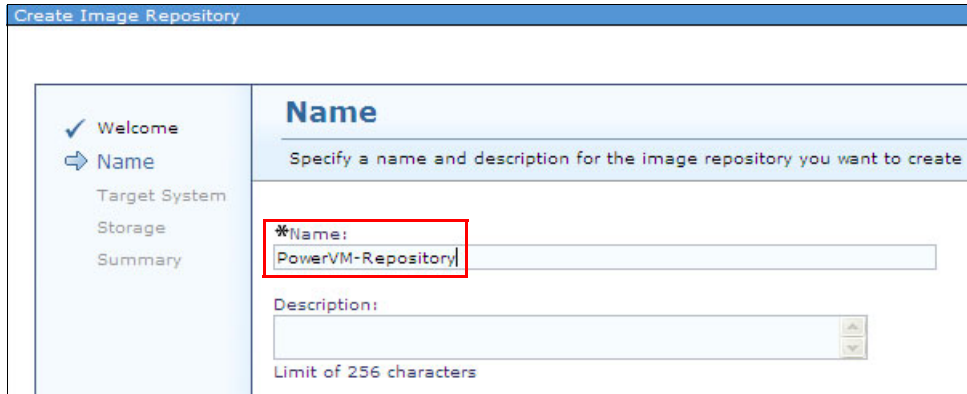 Create Image Repository
Welcome
Name
Target System
Storage
Summary
Name
Specify a name and description for the image repository you want to create
*Name:
PowerVM-Repository
Description:
Limit of 256 characters